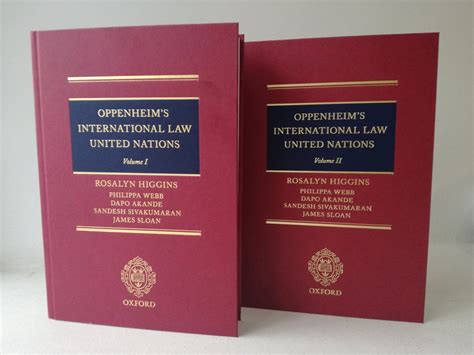 OPPENHEIM'S
INTERNATIONAL LAW
UNITED NATIONS
Volume I
ROSALYN HIGGINS
PHILIPPA WEBB
DAPO AKANDE
SANDESH SIVAKUMARAN
JAMES SLOAN
OXFORD
OPPENHEIM'S
INTERNATIONAL LAW
UNITED NATIONS
Volume II
ROSALYN HIGGINS
PHILIPPA WEBB
DAPO AKANDE
SANDESH SIVAKUMARAN
JAMES SLOAN
OXFORD